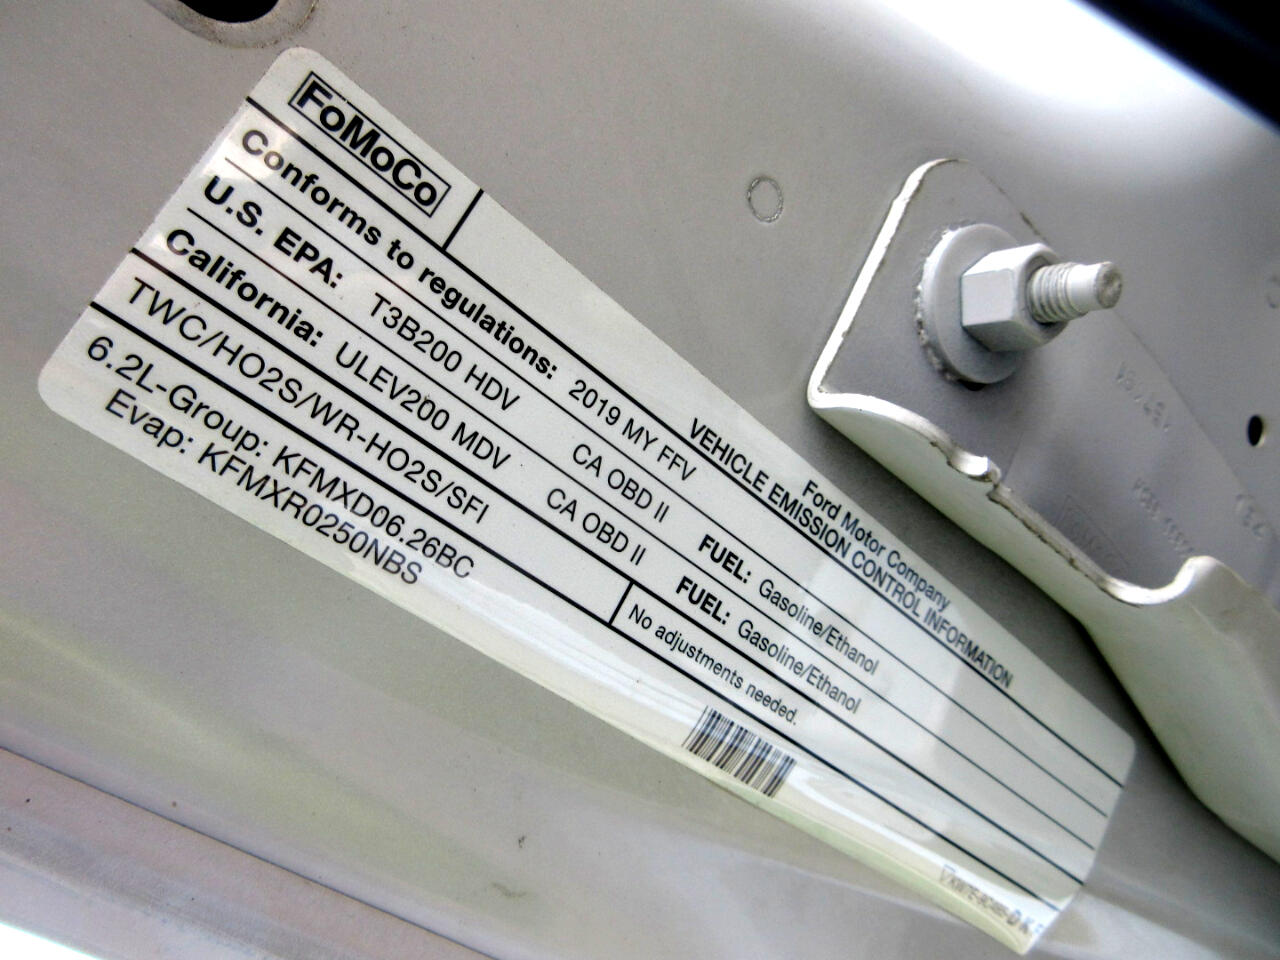 FoMoCo
Ford Motor Company
VEHICLE EMISSION CONTROL INFORMATION
Conforms to regulations: 2019 MY FFV
U.S. EPA: T3B200 HDV CA OBD II FUEL: Gasoline/Ethanol
California: ULEV200 MDV CA OBD II FUEL: Gasoline/Ethanol
TWC/HO2S/WR-HO2S/SFI No adjustments needed.
6.2L-Group: KFMXD06.26BC
Evap: KFMXR0250NBS